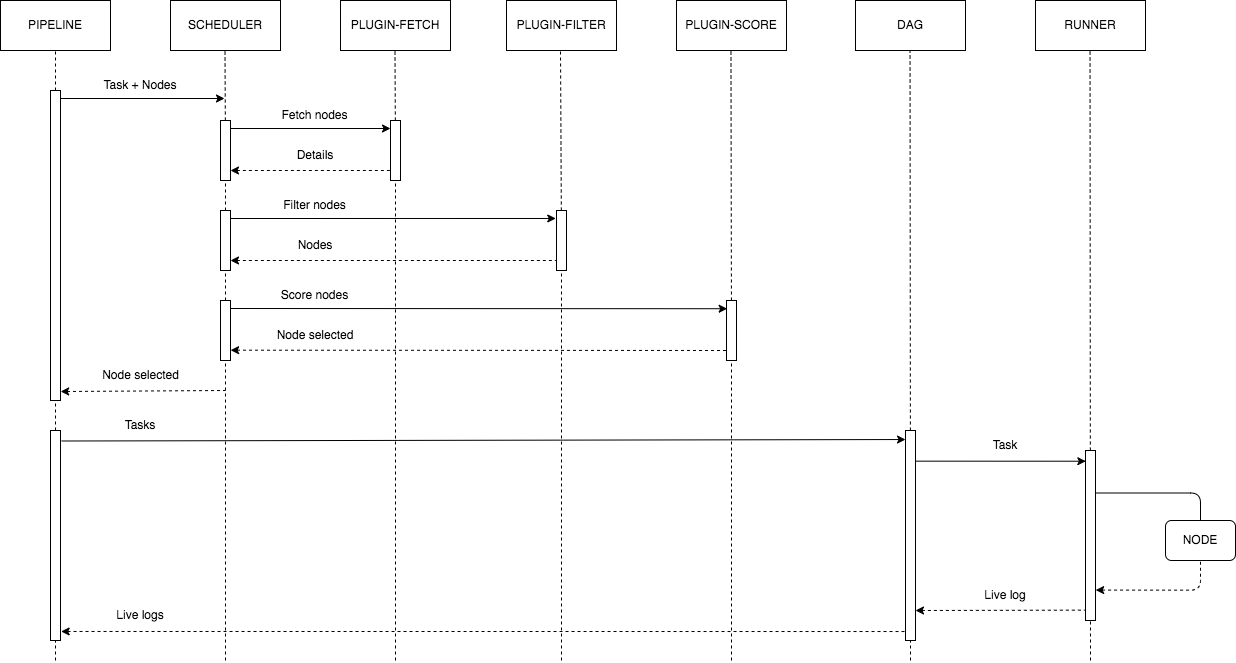 PIPELINE
SCHEDULER
PLUGIN-FETCH
PLUGIN-FILTER
PLUGIN-SCORE
DAG
RUNNER
Task + Nodes
Fetch nodes
Details
Filter nodes
Nodes
Score nodes
Node selected
Node selected
Tasks
Task
NODE
Live log
Live logs